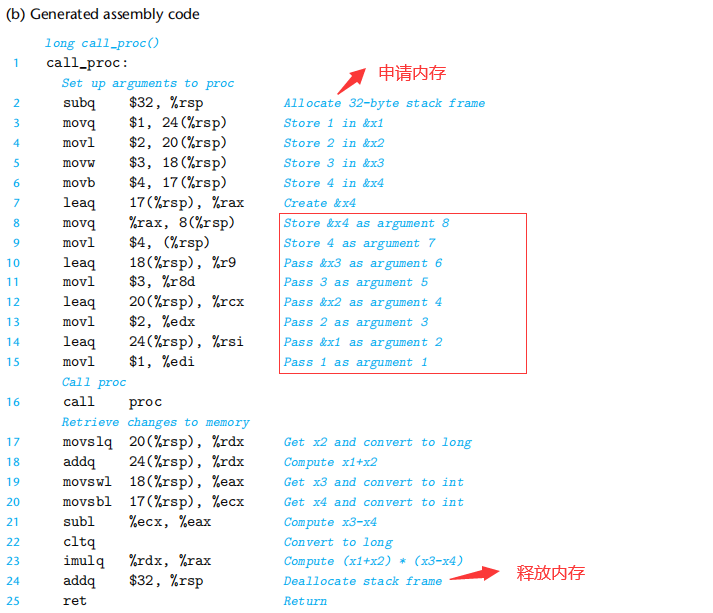 (b) Generated assembly code
long call_proc()
1 call_proc:
Set up arguments to proc
申请内存
2 subq $32, %rsp Allocate 32-byte stack frame
3 movq $1, 24(%rsp) Store 1 in &x1
4 movl $2, 20(%rsp) Store 2 in &x2
5 movw $3, 18(%rsp) Store 3 in &x3
6 movb $4, 17(%rsp) Store 4 in &x4
7 leaq 17(%rsp), %rax Create &x4
8 movq %rax, 8(%rsp) Store &x4 as argument 8
9 movl $4, (%rsp) Store 4 as argument 7
10 leaq 18(%rsp), %r9 Pass &x3 as argument 6
11 movl $3, %r8d Pass 3 as argument 5
12 leaq 20(%rsp), %rcx Pass &x2 as argument 4
13 movl $2, %edx Pass 2 as argument 3
14 leaq 24(%rsp), %rsi Pass &x1 as argument 2
15 movl $1, %edi Pass 1 as argument 1
Call proc
16 call proc
Retrieve changes to memory
17 movslq 20(%rsp), %rdx Get x2 and convert to long
18 addq 24(%rsp), %rdx Compute x1+x2
19 movswl 18(%rsp), %eax Get x3 and convert to int
20 movsbl 17(%rsp), %ecx Get x4 and convert to int
21 subl %ecx, %eax Compute x3-x4
22 cltq Convert to long
23 imulq %rdx, %rax Compute (x1+x2) * (x3-x4)
24 addq $32, %rsp Deallocate stack frame 释放内存
25 ret Return